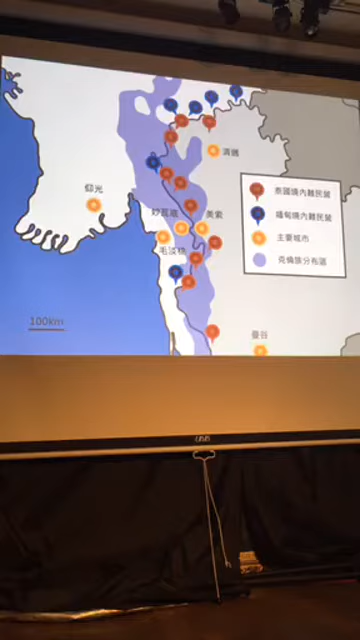 清邁
仰光
妙瓦底
美索
毛淡棉
泰國境內難民營
緬甸境內難民營
主要城市
克倫族分布區
100km
曼谷